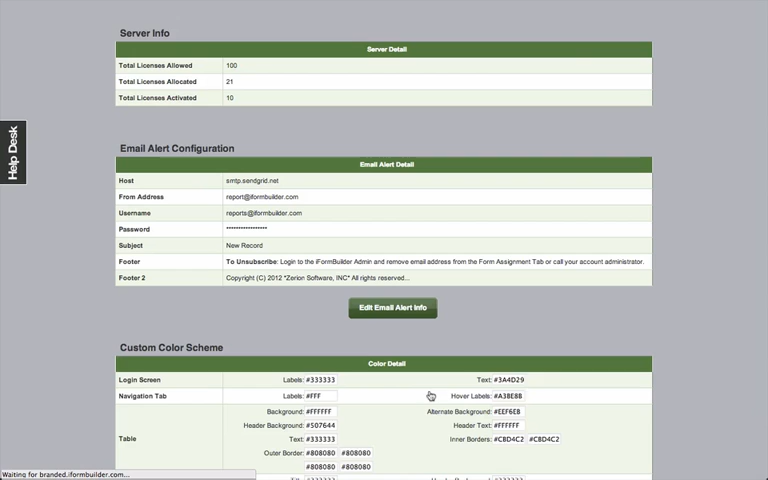 Server Info
Server Detail
Total Licenses Allowed 100
Total Licenses Allocated 21
Total Licenses Activated 10
Help Desk
Email Alert Configuration
Email Alert Detail
Host smtp.sendgrid.net
From Address report@iformbuilder.com
Username reports@iformbuilder.com
Password ****************
Subject New Record
Footer To Unsubscribe: Login to the iFormBuilder Admin and remove email address from the Form Assignment Tab or call your account administrator.
Footer 2 Copyright (C) 2012 "Zerion Software, INC" All rights reserved...
Edit Email Alert Info
Custom Color Scheme
Color Detail
Login Screen Labels: #333333 Text: #3A4D29
Navigation Tab Labels: #FFF Hover Labels: #A3BE8B
Background: #FFFFFF Alternate Background: #EEF6EB
Header Background: #507644 Header Text: #FFFFFF
Table Text: #333333 Inner Borders: #CBD4C2 #CBD4C2
Outer Border: #808080 #808080
#808080 #808080
Waiting for branded.iformbuilder.com...